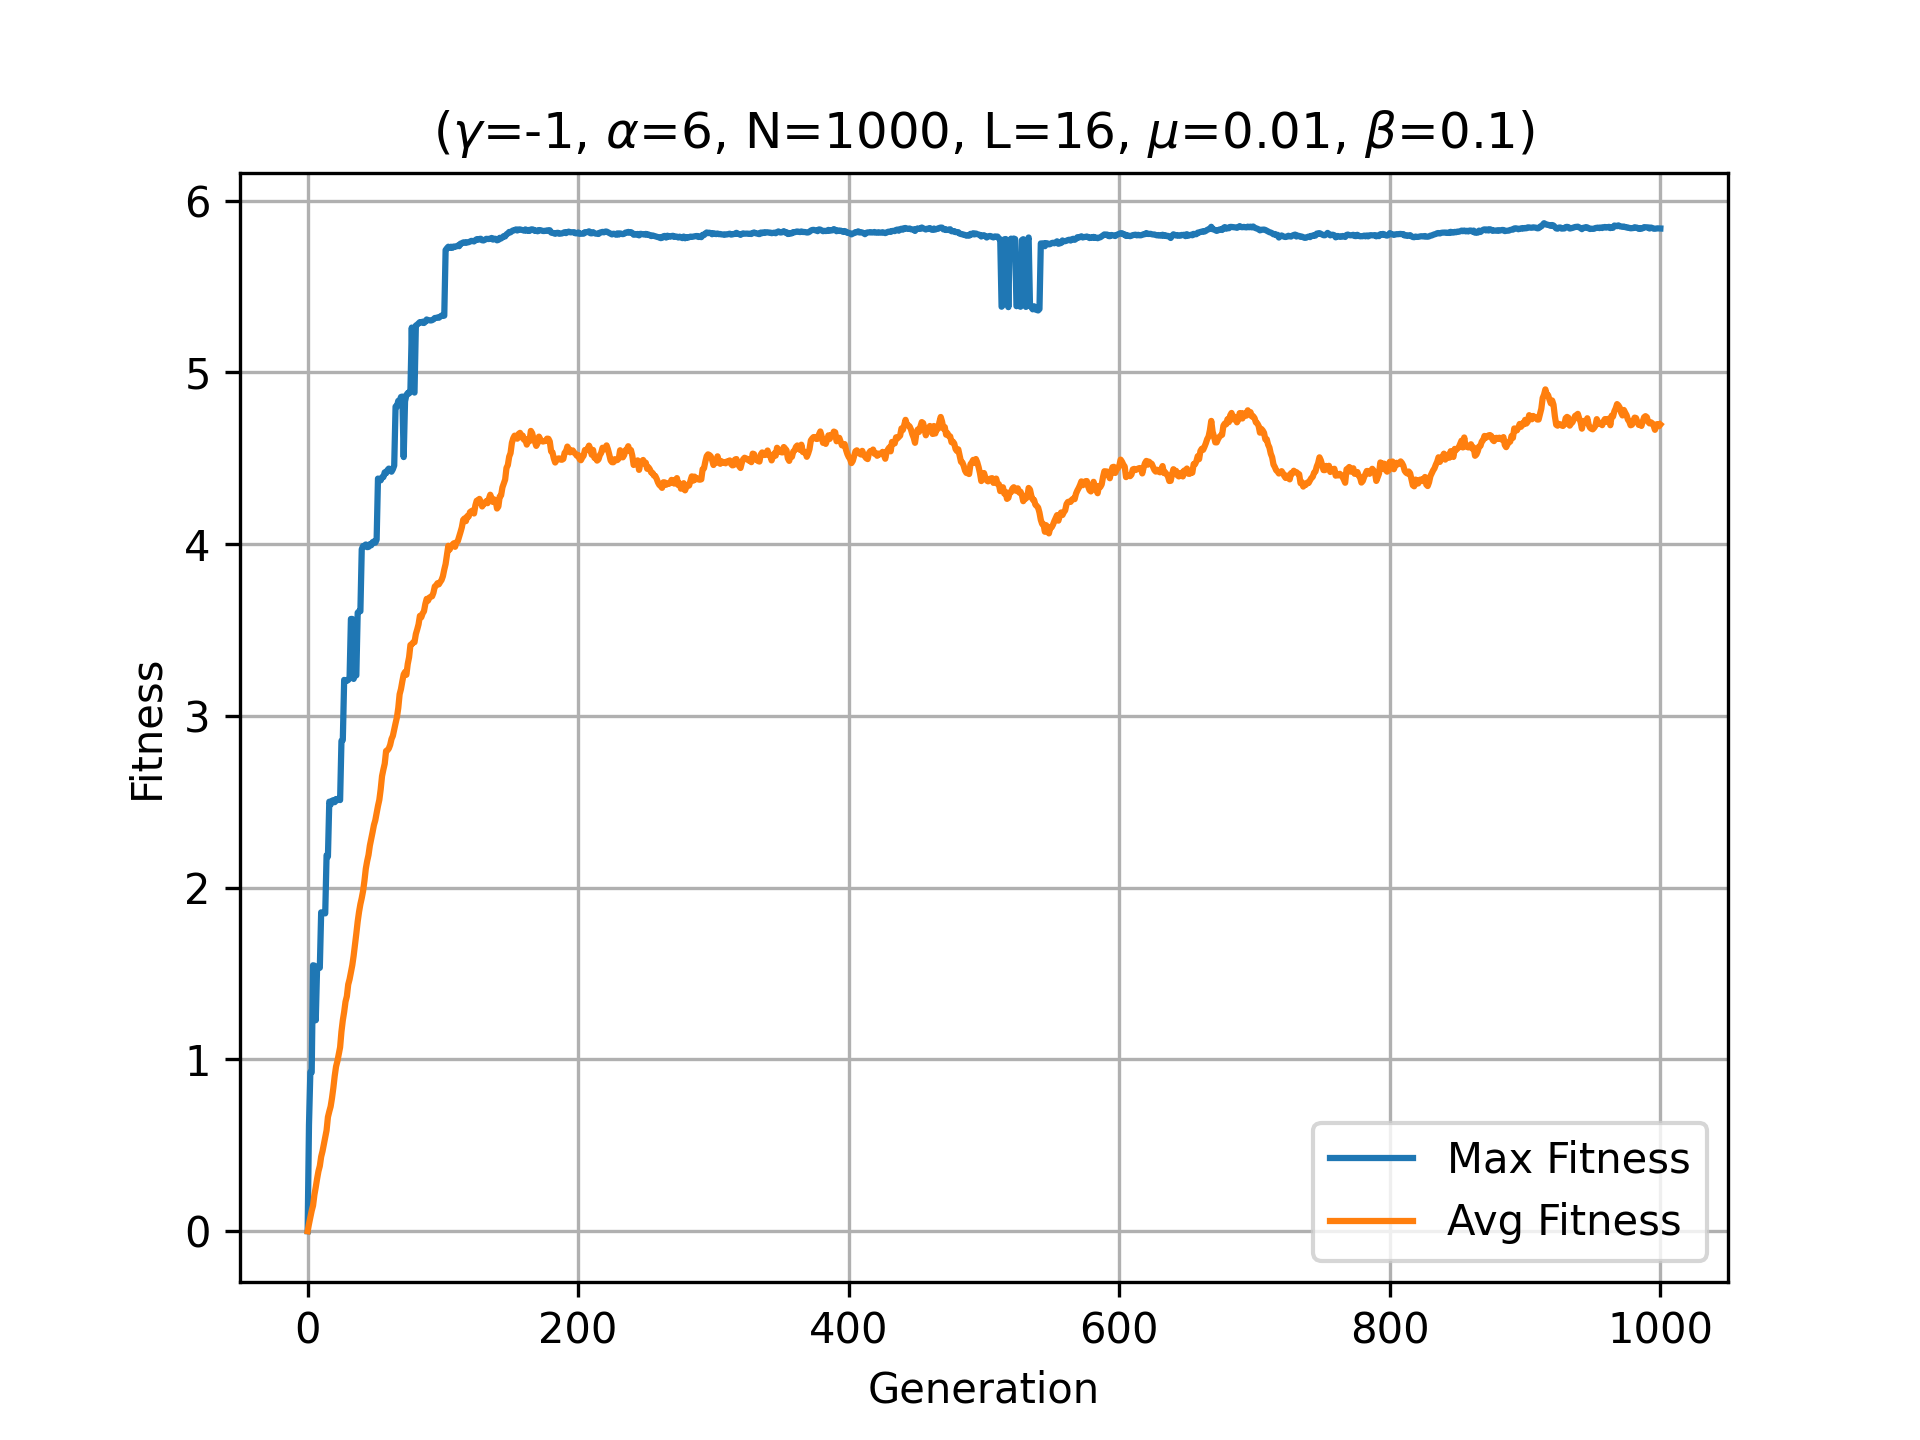 (γ=-1, α=6, N=1000, L=16, μ=0.01, β=0.1)
6
5
4
3
2
1
0
Fitness
Max Fitness
Avg Fitness
0 200 400 600 800 1000
Generation